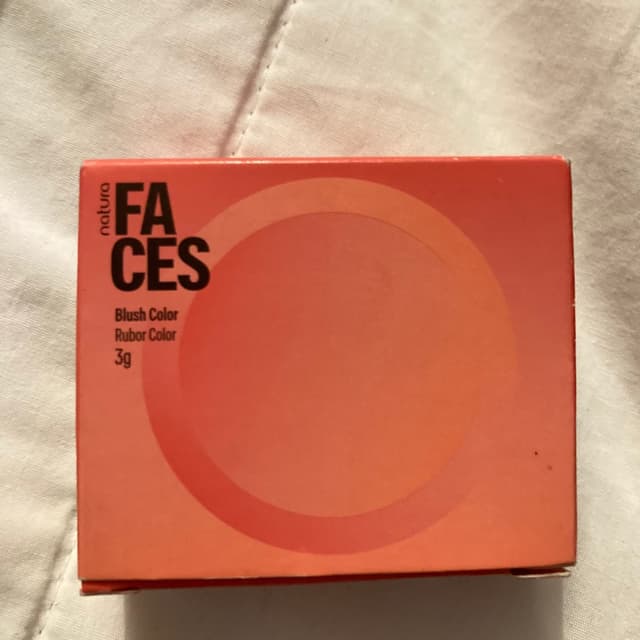 natura
FA
CES
Blush Color
Rubor Color
3g